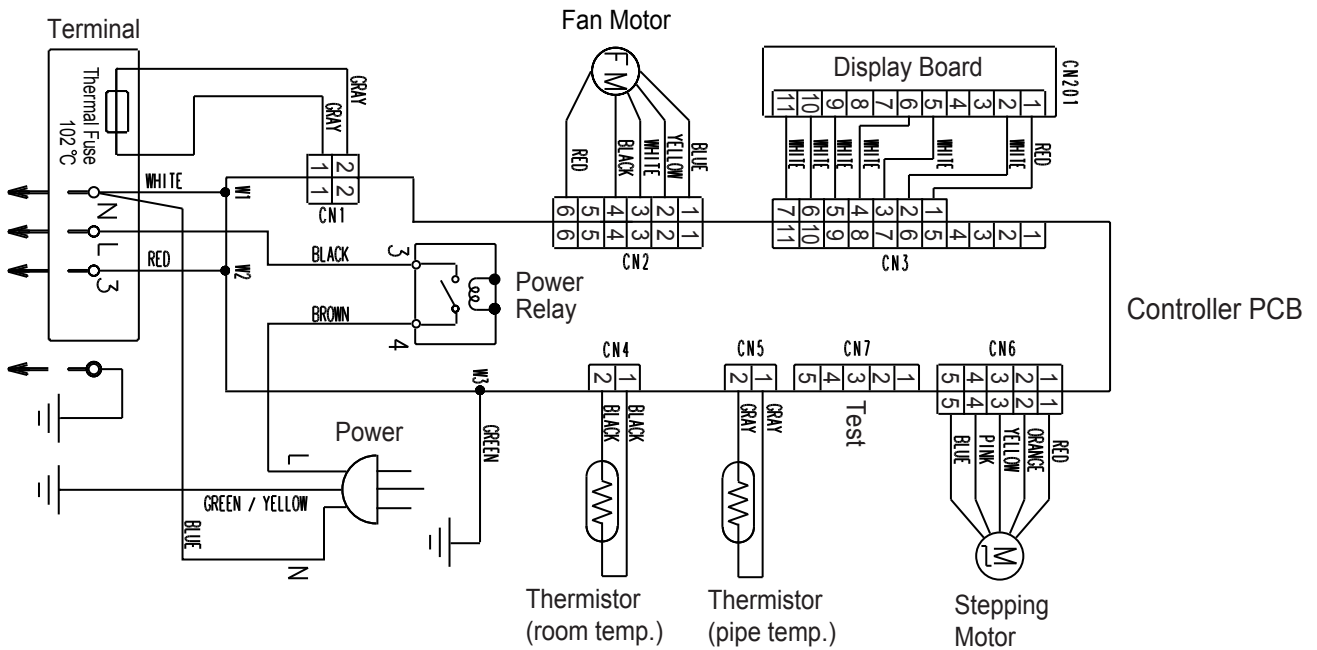 Terminal
Thermal Fuse
102 °C
GRAY
GRAY
1 2
1 2
CN1
WHITE
W1
N
L
3
RED
W2
BLACK
BROWN
3
4
Power
Relay
Fan Motor
F M
RED
BLACK
WHITE
YELLOW
BLUE
6 5 4 3 2 1
6 5 4 3 2 1
CN2
Display Board
CN201
11 10 9 8 7 6 5 4 3 2 1
WHITE
WHITE
WHITE
WHITE
WHITE
WHITE
RED
7 6 5 4 3 2 1
11 10 9 8 7 6 5 4 3 2 1
CN3
Controller PCB
W3
GREEN
Power
L
GREEN / YELLOW
BLUE
N
CN4
2 1
BLACK
BLACK
Thermistor
(room temp.)
CN5
2 1
GRAY
GRAY
Thermistor
(pipe temp.)
CN7
5 4 3 2 1
Test
CN6
5 4 3 2 1
5 4 3 2 1
BLUE
PINK
YELLOW
ORANGE
RED
LM
Stepping
Motor